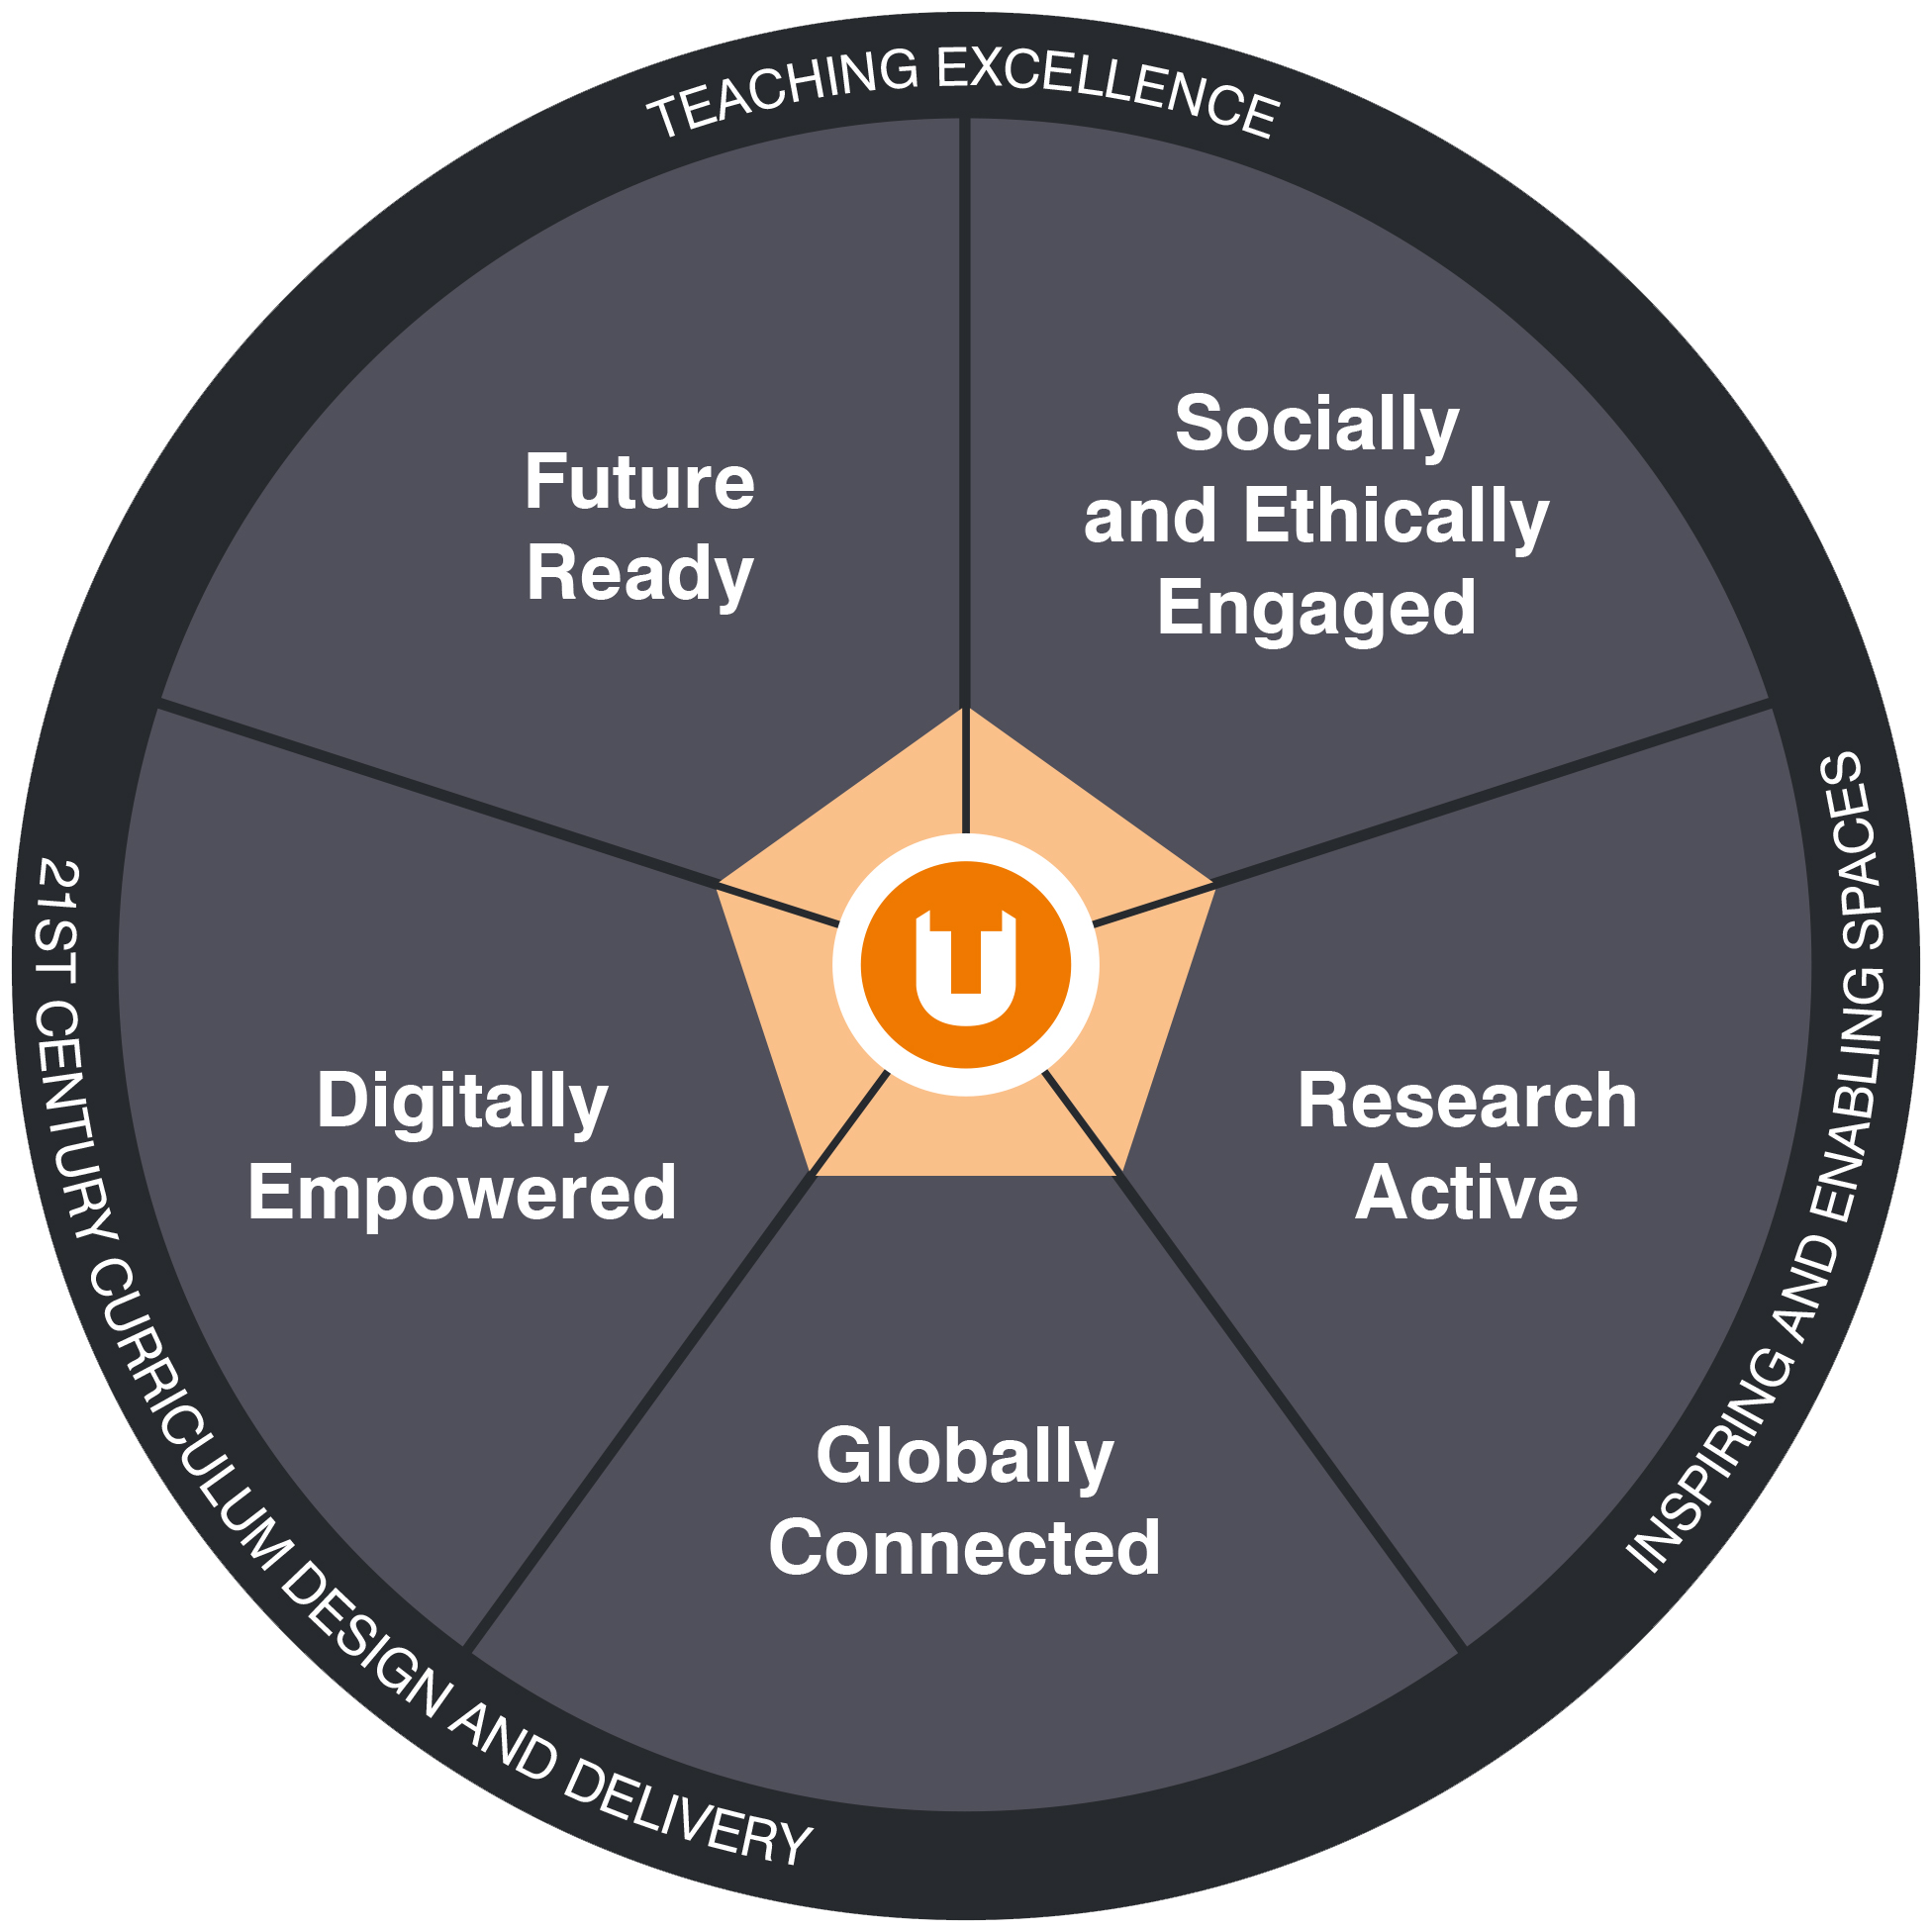 TEACHING EXCELLENCE
Future
Ready
Socially
and Ethically
Engaged
Digitally
Empowered
Research
Active
Globally
Connected
21ST CENTURY CURRICULUM DESIGN AND DELIVERY
INSPIRING AND ENABLING SPACES